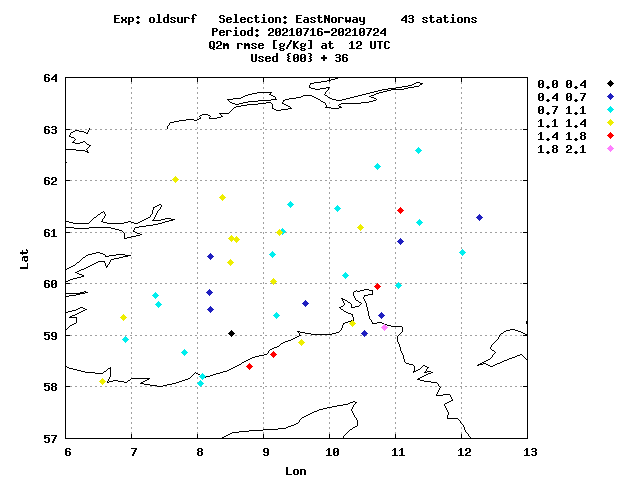 Exp: oldsurf   Selection: EastNorway     43 stations
Period: 20210716-20210724
Q2m rmse [g/Kg] at  12 UTC
Used {00} + 36
64
63
62
61
60
59
58
57
Lat
6 7 8 9 10 11 12 13
Lon
0.0 0.4
0.4 0.7
0.7 1.1
1.1 1.4
1.4 1.8
1.8 2.1